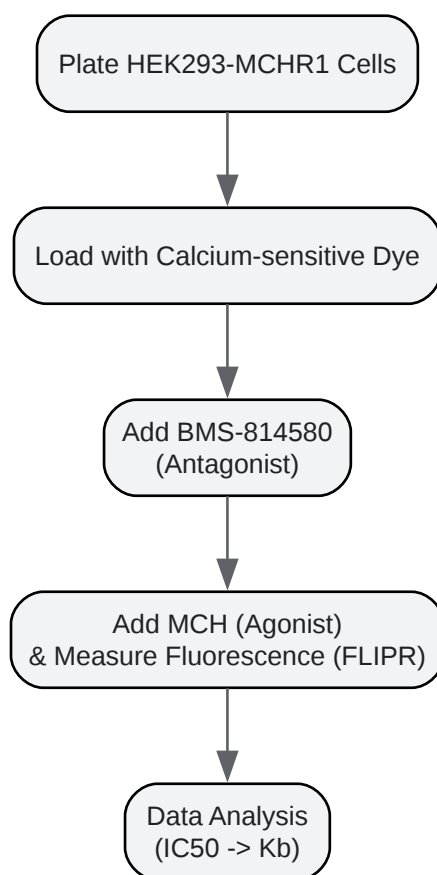 Plate HEK293-MCHR1 Cells
Load with Calcium-sensitive Dye
Add BMS-814580
(Antagonist)
Add MCH (Agonist)
& Measure Fluorescence (FLIPR)
Data Analysis
(IC50 -> Kb)